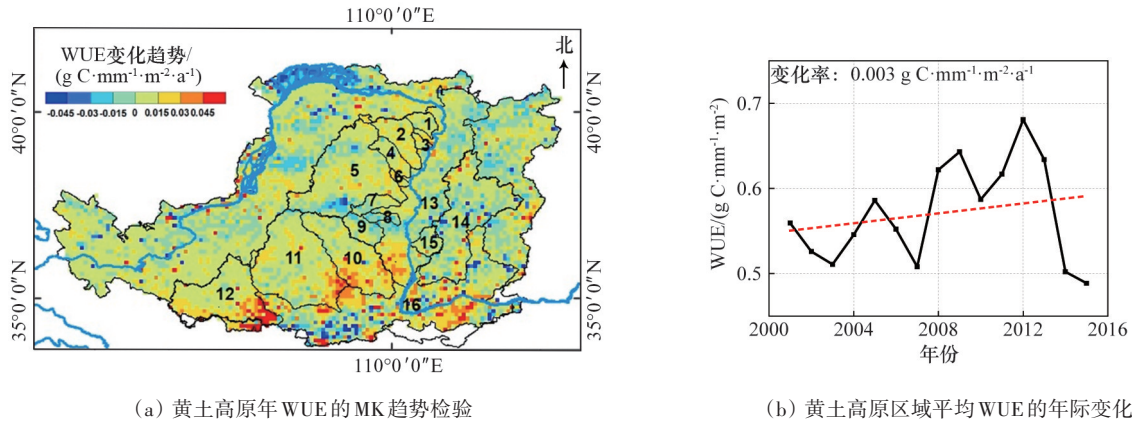 110°0′0″E
WUE变化趋势/
(g C·mm⁻¹·m⁻²·a⁻¹)
-0.045 -0.03 -0.015 0 0.015 0.03 0.045
北
40°0′0″N
35°0′0″N
40°0′0″N
35°0′0″N
1
2
3
4
5
6
7
8
9
10
11
12
13
14
15
16
110°0′0″E
(a) 黄土高原年WUE的MK趋势检验
变化率：0.003 g C·mm⁻¹·m⁻²·a⁻¹
WUE/(g C·mm⁻¹·m⁻²)
0.7
0.6
0.5
2000 2004 2008 2012 2016
年份
(b) 黄土高原区域平均WUE的年际变化